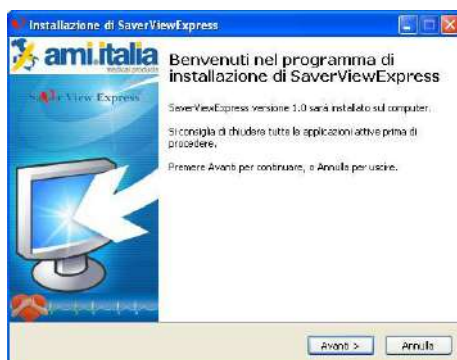 Installazione di SaverViewExpress
ami.italia
medical products
Saver View Express
Benvenuti nel programma di
installazione di SaverViewExpress
SaverViewExpress versione 1.0 sarà installato sul computer.
Si consiglia di chiudere tutte le applicazioni attive prima di
procedere.
Premere Avanti per continuare, o Annulla per uscire.
Avanti >
Annulla